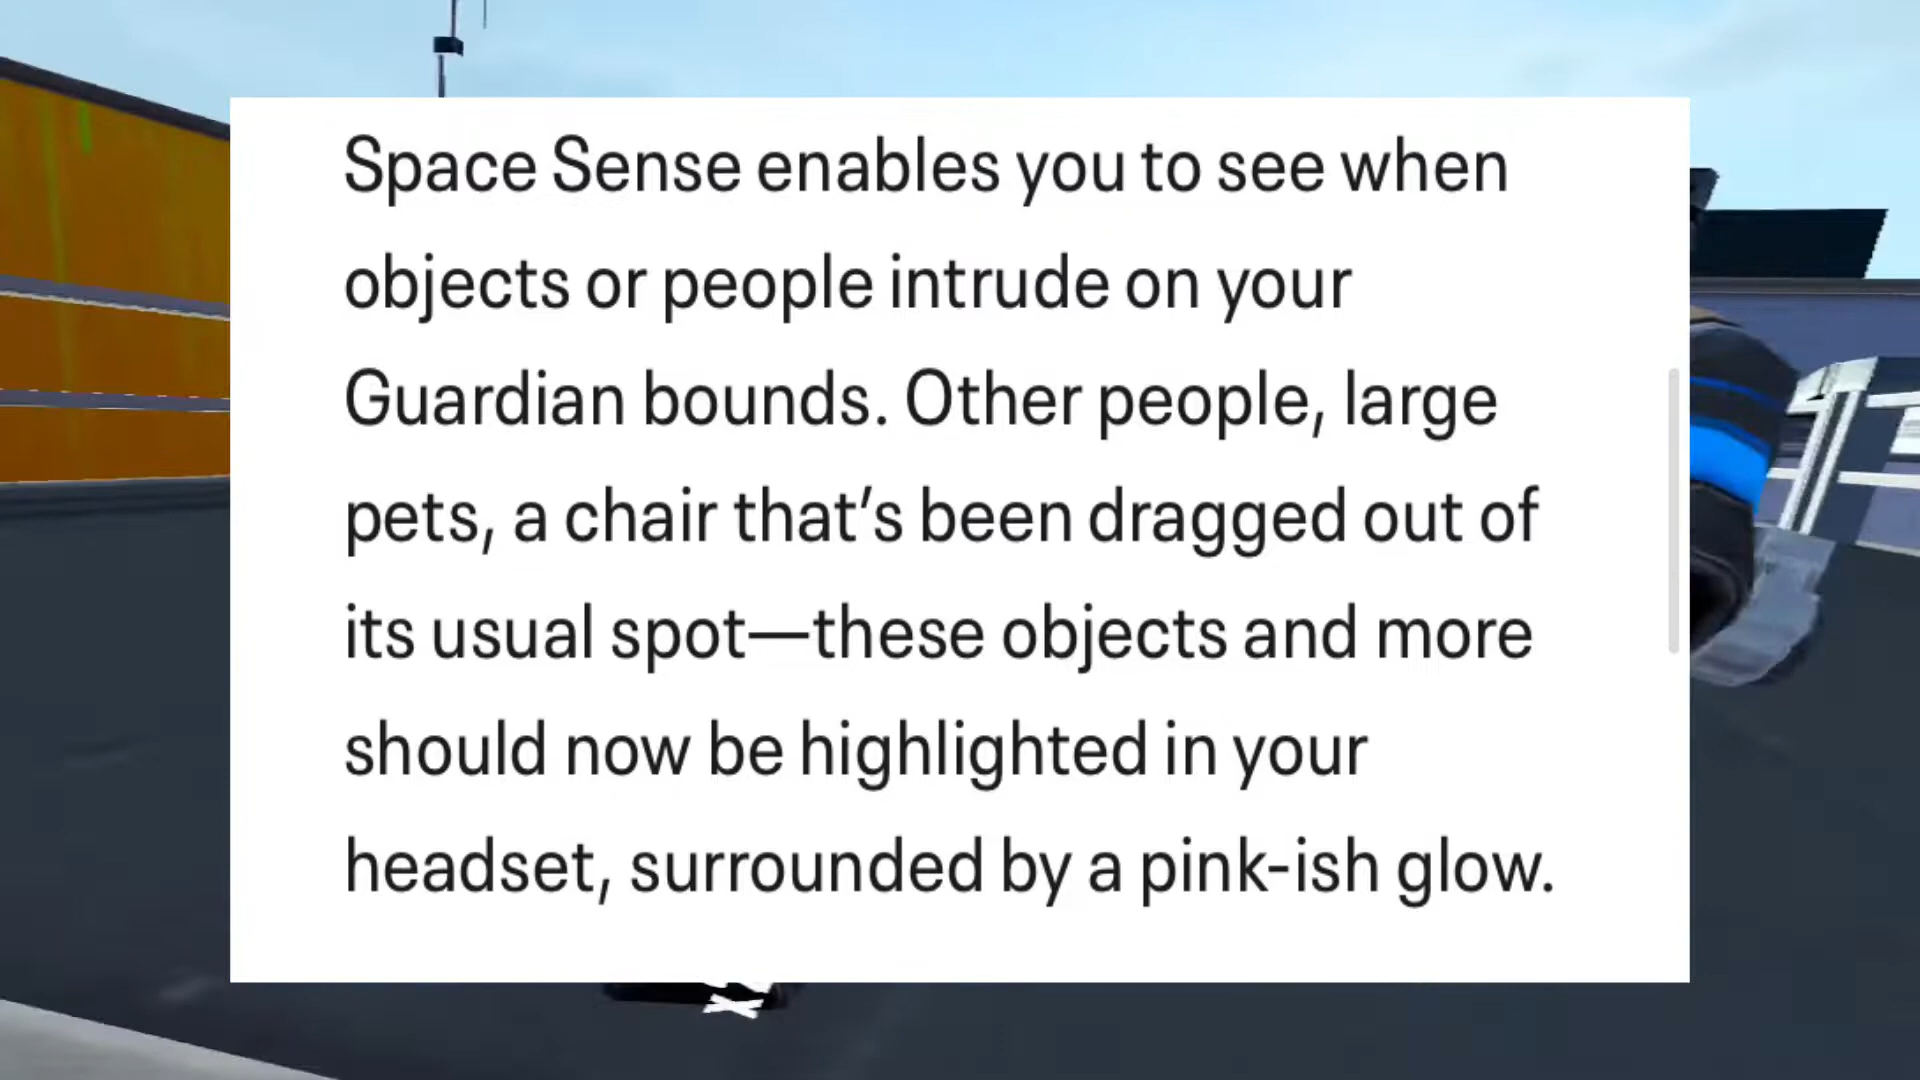 Space Sense enables you to see when
objects or people intrude on your
Guardian bounds. Other people, large
pets, a chair that’s been dragged out of
its usual spot—these objects and more
should now be highlighted in your
headset, surrounded by a pink-ish glow.